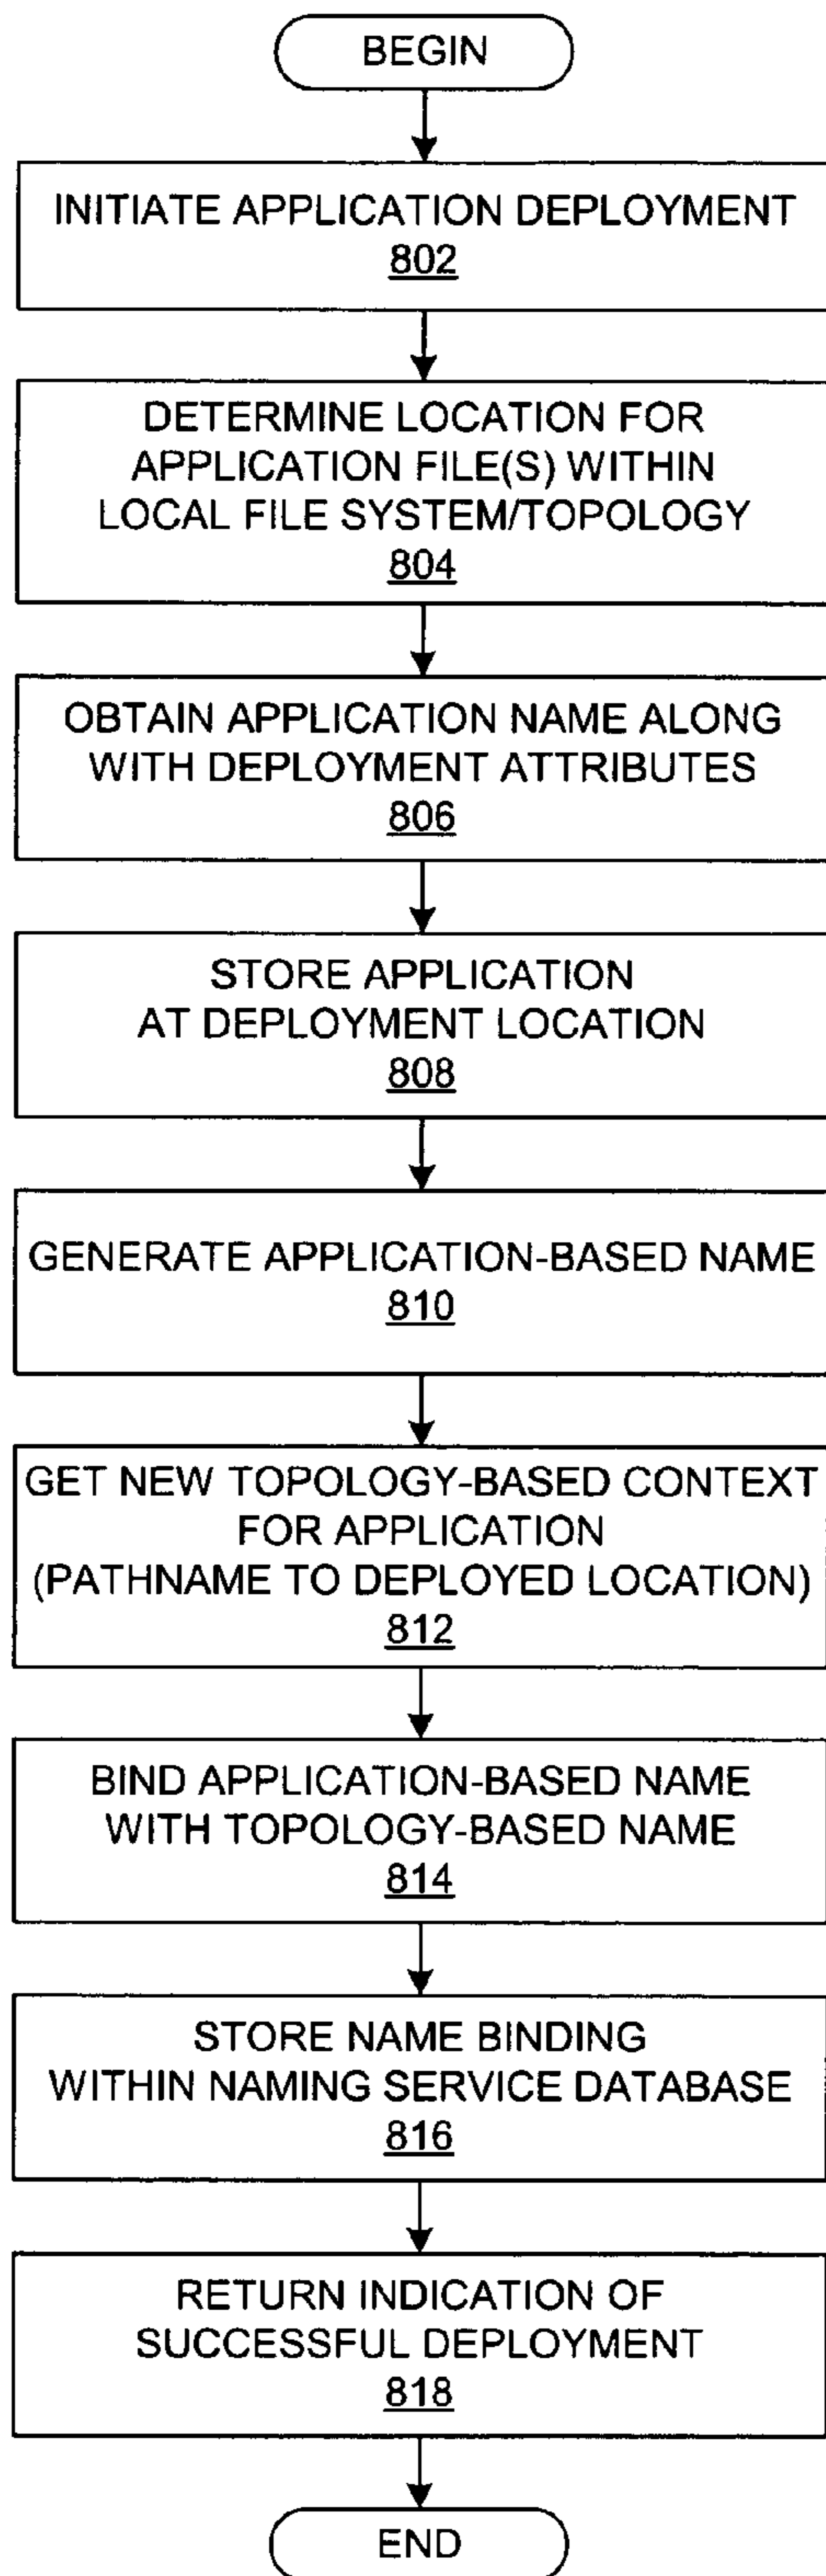 BEGIN
INITIATE APPLICATION DEPLOYMENT
802
DETERMINE LOCATION FOR
APPLICATION FILE(S) WITHIN
LOCAL FILE SYSTEM/TOPOLOGY
804
OBTAIN APPLICATION NAME ALONG
WITH DEPLOYMENT ATTRIBUTES
806
STORE APPLICATION
AT DEPLOYMENT LOCATION
808
GENERATE APPLICATION-BASED NAME
810
GET NEW TOPOLOGY-BASED CONTEXT
FOR APPLICATION
(PATHNAME TO DEPLOYED LOCATION)
812
BIND APPLICATION-BASED NAME
WITH TOPOLOGY-BASED NAME
814
STORE NAME BINDING
WITHIN NAMING SERVICE DATABASE
816
RETURN INDICATION OF
SUCCESSFUL DEPLOYMENT
818
END